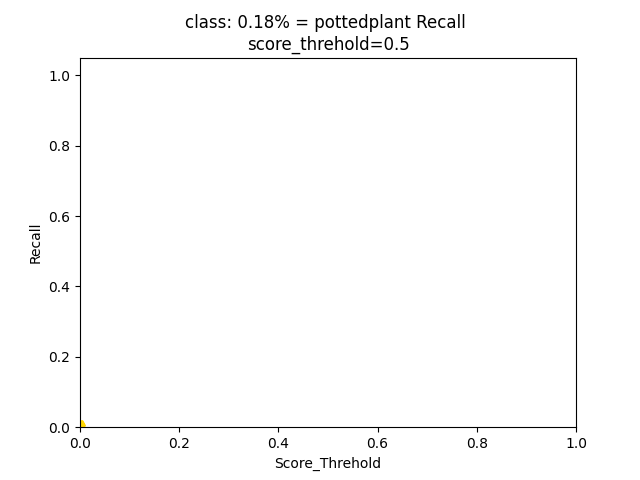 class: 0.18% = pottedplant Recall
score_threhold=0.5
1.0
0.8
0.6
0.4
0.2
0.0
Recall
0.0 0.2 0.4 0.6 0.8 1.0
Score_Threhold